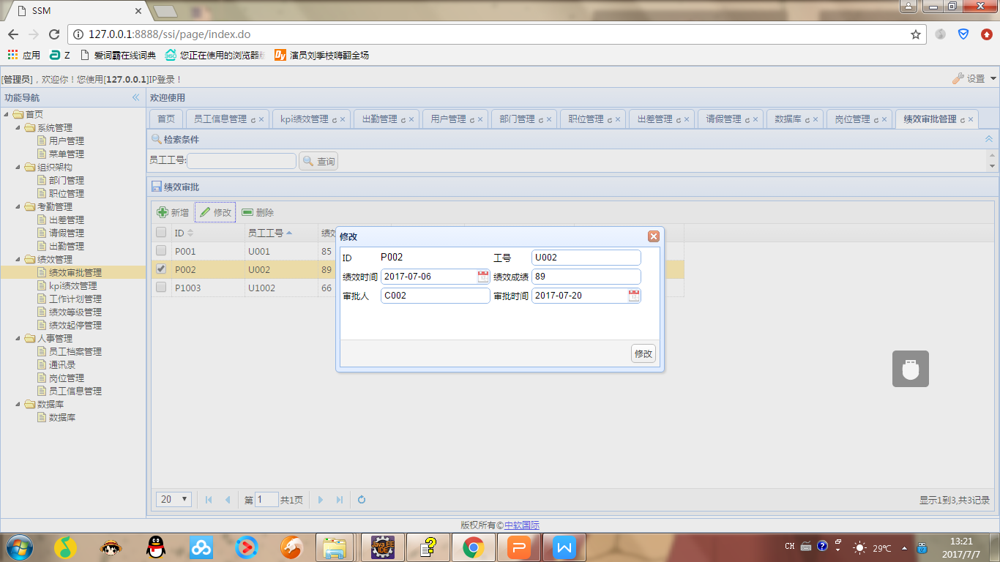 SSM
127.0.0.1:8888/ssi/page/index.do
应用 Z 爱词霸在线词典 您正在使用的浏览器 演员刘季枝嗨翻全场
[管理员]，欢迎你！您使用[127.0.0.1]IP登录！ 设置
功能导航
首页
系统管理
用户管理
菜单管理
组织架构
部门管理
职位管理
考勤管理
出差管理
请假管理
出勤管理
绩效管理
绩效审批管理
kpi绩效管理
工作计划管理
绩效等级管理
绩效起停管理
人事管理
员工档案管理
通讯录
岗位管理
员工信息管理
数据库
数据库
欢迎使用
首页 员工信息管理 kpi绩效管理 出勤管理 用户管理 部门管理 职位管理 出差管理 请假管理 数据库 岗位管理 绩效审批管理
检索条件
员工工号: 查询
绩效审批
新增 修改 删除
ID 员工工号 绩效
P001 U001 85
P002 U002 89
P1003 U1002 66
修改
ID P002 工号 U002
绩效时间 2017-07-06 绩效成绩 89
审批人 C002 审批时间 2017-07-20
修改
20 第 1 共1页 显示1到3,共3记录
版权所有©中软国际
Java EE
IDE
CH 29℃ 13:21
2017/7/7